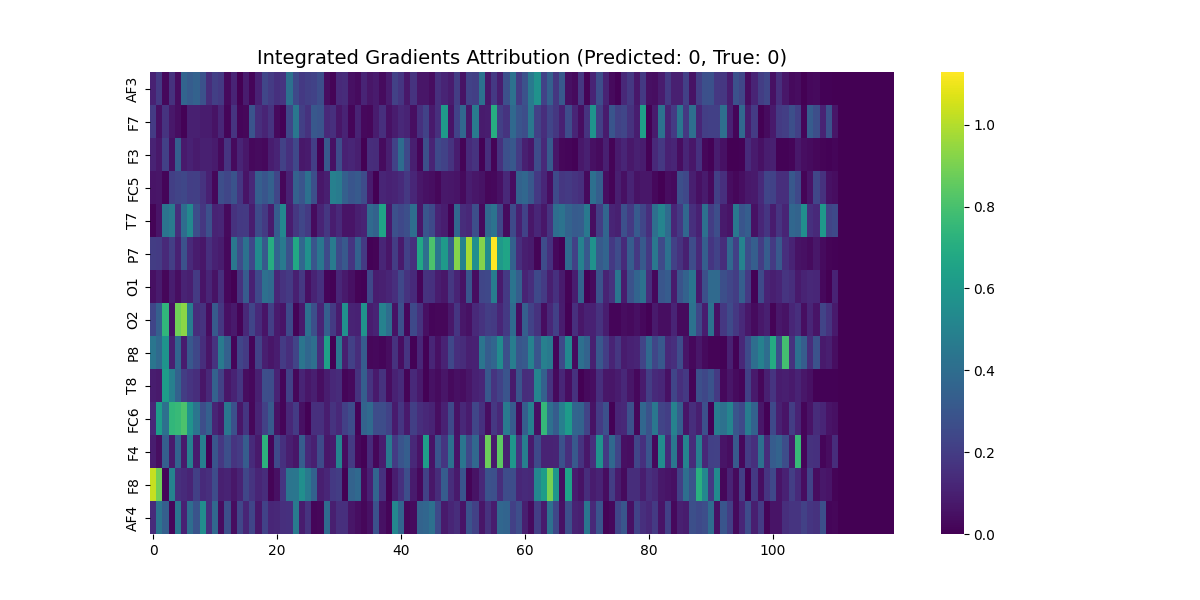 Integrated Gradients Attribution (Predicted: 0, True: 0)
AF3
F7
F3
FC5
T7
P7
O1
O2
P8
T8
FC6
F4
F8
AF4
0 20 40 60 80 100
1.0
0.8
0.6
0.4
0.2
0.0